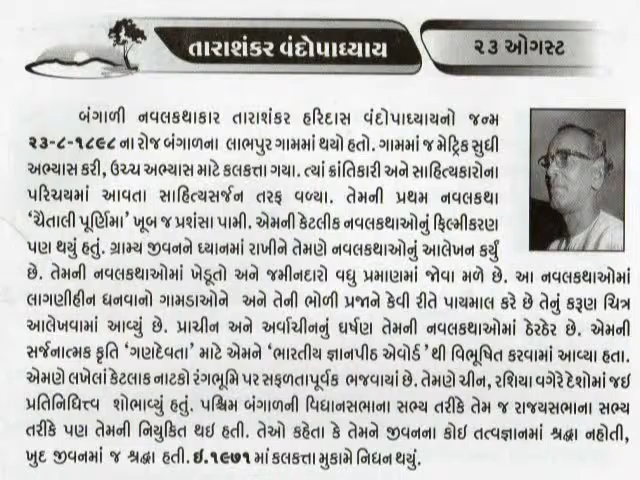 તારાશંકર વંદોપાધ્યાય
૨૩ ઓગસ્ટ
બંગાળી નવલકથાકાર તારાશંકર હરિદાસ વંદોપાધ્યાયનો જન્મ
૨૩-૮-૧૮૯૮ ના રોજ બંગાળના લાભપુર ગામમાં થયો હતો. ગામમાં જ મેટ્રિક સુધી
અભ્યાસ કરી, ઉચ્ચ અભ્યાસ માટે કલકત્તા ગયા. ત્યાં ક્રાંતિકારી અને સાહિત્યકારોના
પરિચયમાં આવતા સાહિત્યસર્જન તરફ વળ્યા. તેમની પ્રથમ નવલકથા
‘ચૈતાલી પૂર્ણિમા’ ખૂબ જ પ્રશંસા પામી. એમની કેટલીક નવલકથાઓનું ફિલ્મીકરણ
પણ થયું હતું. ગ્રામ્ય જીવનને ધ્યાનમાં રાખીને તેમણે નવલકથાઓનું આલેખન કર્યું
છે. તેમની નવલકથાઓમાં ખેડૂતો અને જમીનદારો વધુ પ્રમાણમાં જોવા મળે છે. આ નવલકથાઓમાં
લાગણીહીન ધનવાનો ગામડાઓને અને તેની ભોળી પ્રજાને કેવી રીતે પાયમાલ કરે છે તેનું કરૂણ ચિત્ર
આલેખવામાં આવ્યું છે. પ્રાચીન અને અર્વાચીનનું ઘર્ષણ તેમની નવલકથાઓમાં ઠેરઠેર છે. એમની
સર્જનાત્મક કૃતિ ‘ગણદેવતા’ માટે એમને ‘ભારતીય જ્ઞાનપીઠ એવોર્ડ’ થી વિભૂષિત કરવામાં આવ્યા હતા.
એમણે લખેલાં કેટલાક નાટકો રંગભૂમિ પર સફળતાપૂર્વક ભજવાયાં છે. તેમણે ચીન, રશિયા વગેરે દેશોમાં જઈ
પ્રતિનિધિત્ત્વ શોભાવ્યું હતું. પશ્ચિમ બંગાળની વિધાનસભાના સભ્ય તરીકે તેમ જ રાજયસભાના સભ્ય
તરીકે પણ તેમની નિયુકિત થઇ હતી. તેઓ કહેતા કે તેમને જીવનના કોઇ તત્વજ્ઞાનમાં શ્રદ્ધા નહોતી,
ખુદ જીવનમાં જ શ્રદ્ધા હતી. ઈ.૧૯૭૧ માં કલકત્તા મુકામે નિધન થયું.